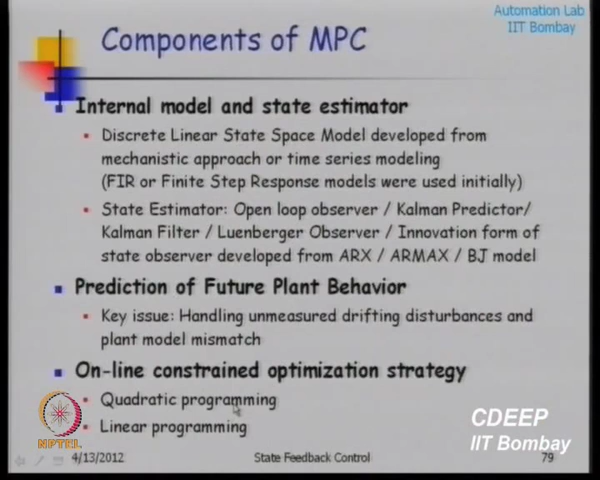 Automation Lab
IIT Bombay
Components of MPC
Internal model and state estimator
Discrete Linear State Space Model developed from
mechanistic approach or time series modeling
(FIR or Finite Step Response models were used initially)
State Estimator: Open loop observer / Kalman Predictor/
Kalman Filter / Luenberger Observer / Innovation form of
state observer developed from ARX / ARMAX / BJ model
Prediction of Future Plant Behavior
Key issue: Handling unmeasured drifting disturbances and
plant model mismatch
On-line constrained optimization strategy
Quadratic programming
Linear programming
NPTEL
CDEEP
IIT Bombay
4/13/2012 State Feedback Control 79